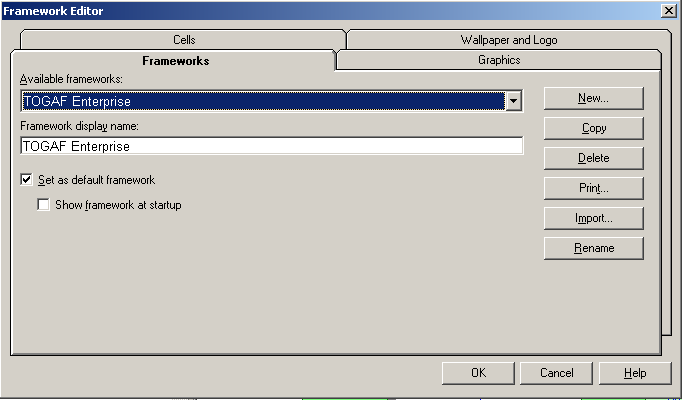 Framework Editor
Cells
Wallpaper and Logo
Frameworks
Graphics
Available frameworks:
TOGAF Enterprise
New...
Framework display name:
Copy
TOGAF Enterprise
Delete
Set as default framework
Print...
Show framework at startup
Import...
Rename
OK
Cancel
Help